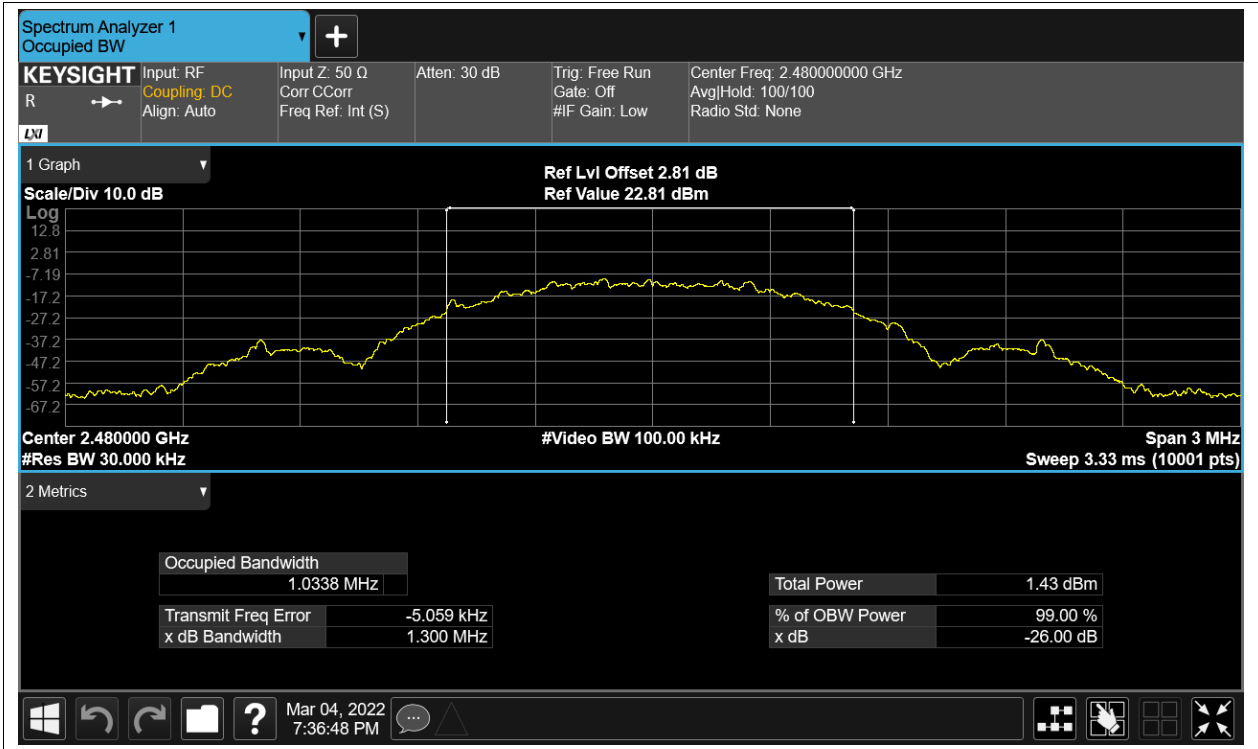 Spectrum Analyzer 1
Occupied BW
KEYSIGHT
R
LXI
Input: RF
Coupling: DC
Align: Auto
Input Z: 50 Ω
Corr CCorr
Freq Ref: Int (S)
Atten: 30 dB
Trig: Free Run
Gate: Off
#IF Gain: Low
Center Freq: 2.480000000 GHz
Avg|Hold: 100/100
Radio Std: None
1 Graph
Scale/Div 10.0 dB
Ref Lvl Offset 2.81 dB
Ref Value 22.81 dBm
Log
12.8
2.81
-7.19
-17.2
-27.2
-37.2
-47.2
-57.2
-67.2
Center 2.480000 GHz
#Res BW 30.000 kHz
#Video BW 100.00 kHz
Span 3 MHz
Sweep 3.33 ms (10001 pts)
2 Metrics
Occupied Bandwidth
1.0338 MHz
Transmit Freq Error -5.059 kHz
x dB Bandwidth 1.300 MHz
Total Power 1.43 dBm
% of OBW Power 99.00 %
x dB -26.00 dB
?
Mar 04, 2022
7:36:48 PM